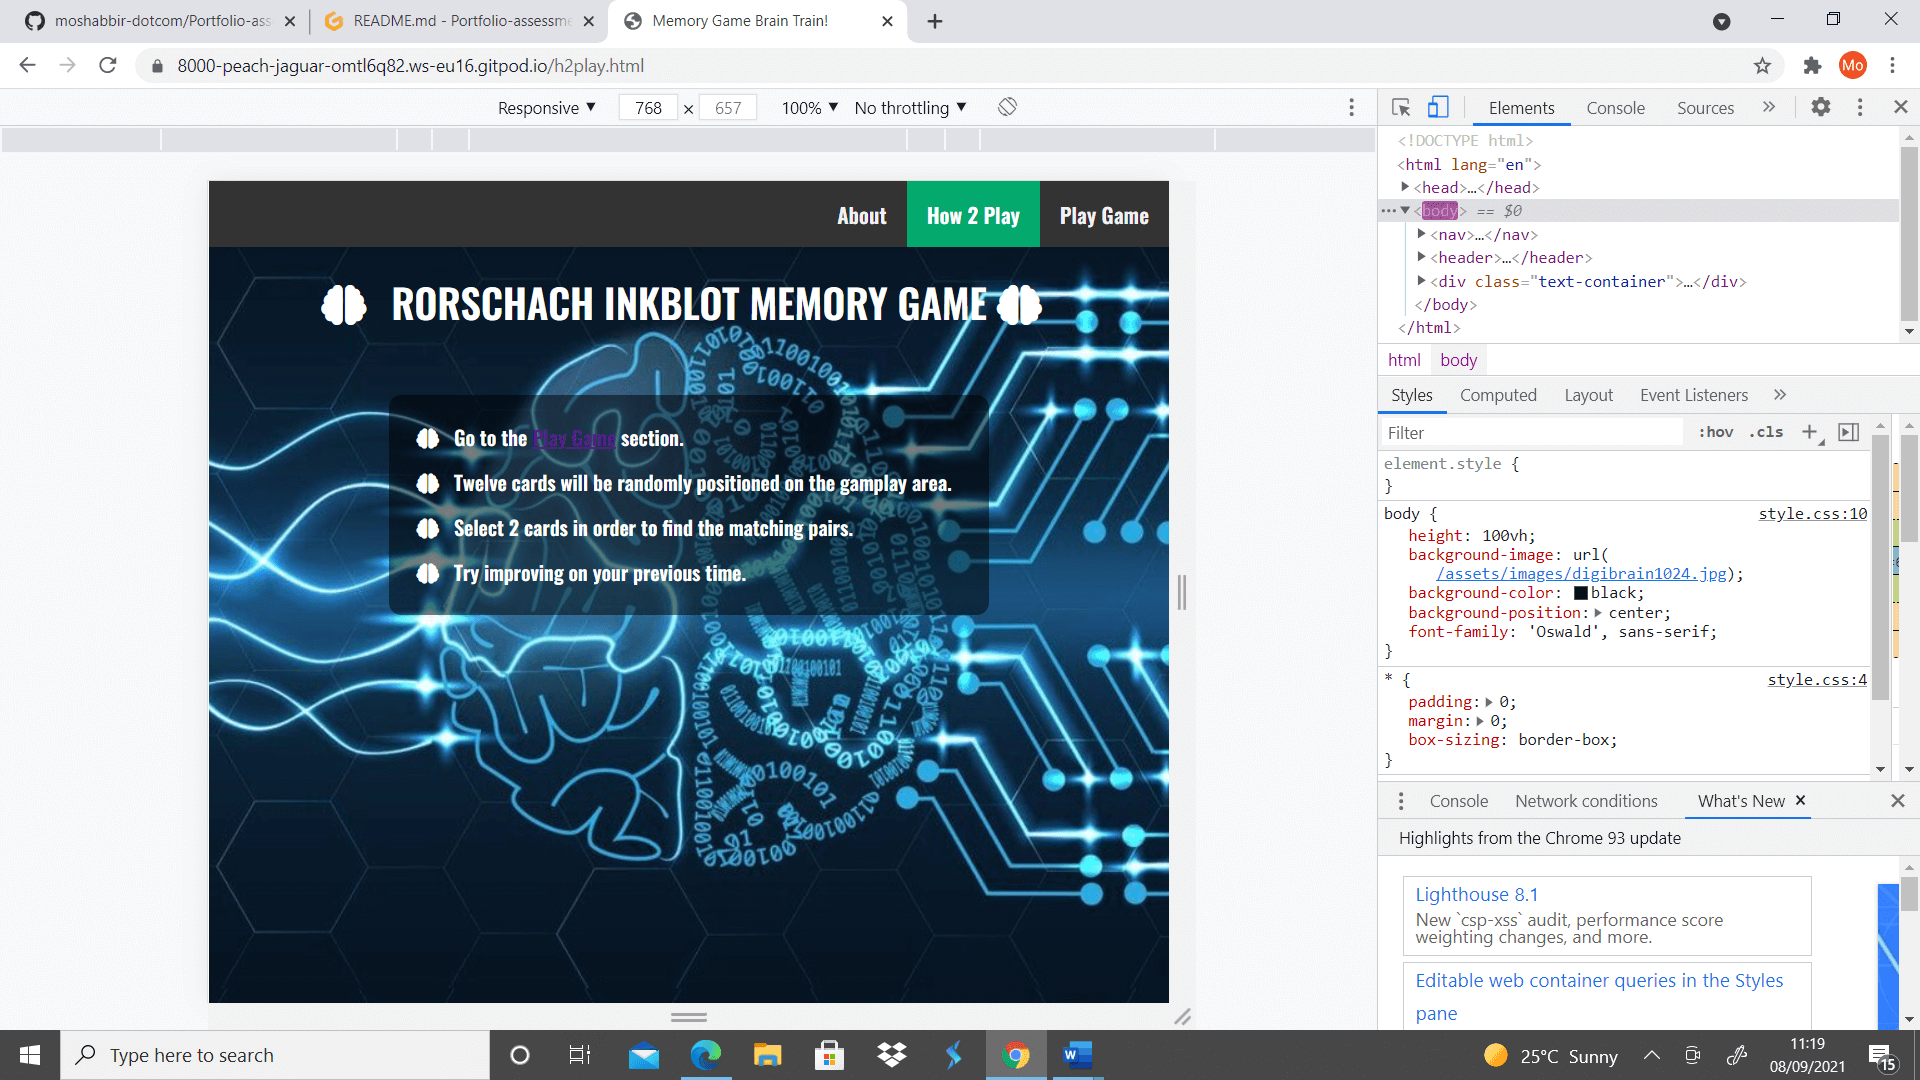 moshabbir-dotcom/Portfolio-ass
README.md - Portfolio-assessme
Memory Game Brain Train!
8000-peach-jaguar-omtl6q82.ws-eu16.gitpod.io/h2play.html
Mo
Responsive ▼ 768 × 657 100% ▼ No throttling ▼
Elements Console Sources »
<!DOCTYPE html>
<html lang="en">
<head>…</head>
<body> == $0
<nav>…</nav>
<header>…</header>
<div class="text-container">…</div>
</body>
</html>
html body
Styles Computed Layout Event Listeners »
Filter :hov .cls +
element.style {
}
body { style.css:10
height: 100vh;
background-image: url(
/assets/images/digibrain1024.jpg);
background-color: black;
background-position: center;
font-family: 'Oswald', sans-serif;
}
* { style.css:4
padding: 0;
margin: 0;
box-sizing: border-box;
}
Console Network conditions What's New ×
Highlights from the Chrome 93 update
Lighthouse 8.1
New `csp-xss` audit, performance score
weighting changes, and more.
Editable web container queries in the Styles
pane
About How 2 Play Play Game
RORSCHACH INKBLOT MEMORY GAME
Go to the Play Game section.
Twelve cards will be randomly positioned on the gamplay area.
Select 2 cards in order to find the matching pairs.
Try improving on your previous time.
Type here to search
25°C Sunny
11:19
08/09/2021
15